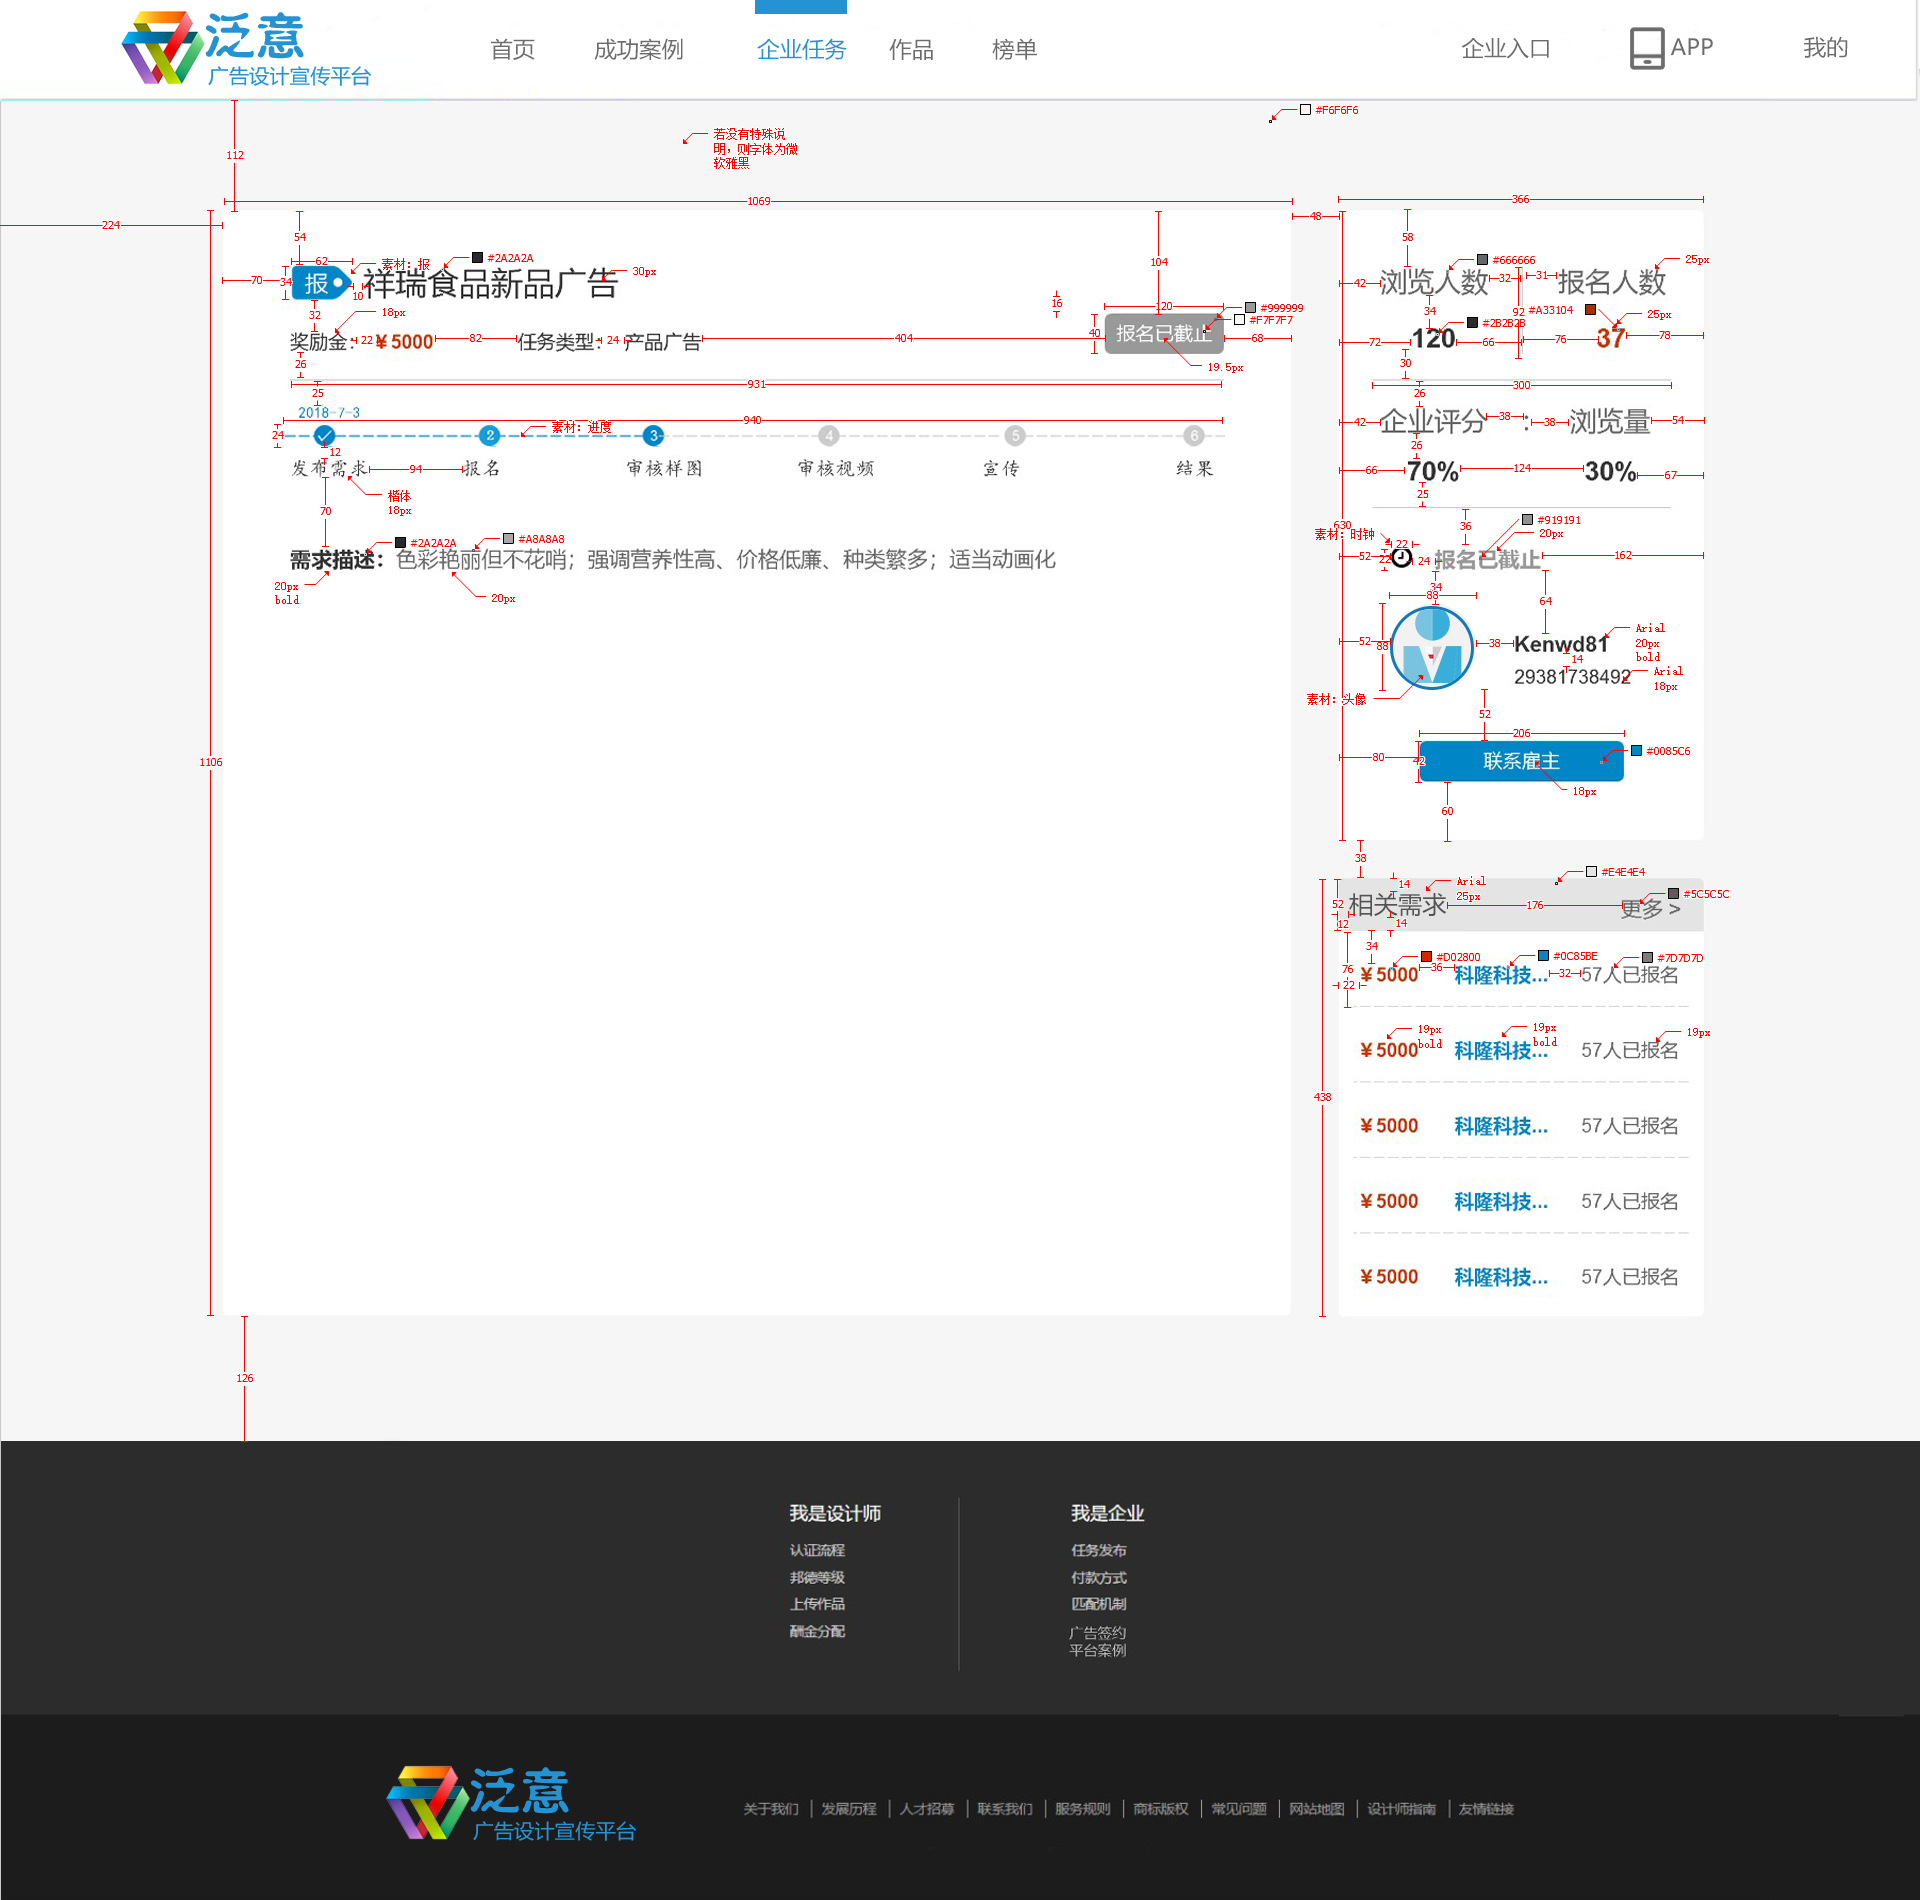 泛意
广告设计宣传平台
首页 成功案例 企业任务 作品 榜单 企业入口 APP 我的
#F6F6F6
若没有特殊说
明，则字体为微
软雅黑
112
1069
366
224
48
54
58
104
62
素材：报
#2A2A2A
报
祥瑞食品新品广告
30px
70
34
10
32
18px
#666666
25px
浏览人数
报名人数
42
32
31
34
92
#A33104
25px
#2B2B2B
120
37
72
66
76
78
30
16
120
#999999
#F7F7F7
40
报名已截止
68
19.5px
奖励金：
22
￥5000
82
任务类型：
24
产品广告
404
26
931
25
300
26
2018-7-3
940
24
素材：进度
2 3 4 5 6
12
发布需求 报名 审核样图 审核视频 宣传 结果
94
楷体
18px
70
企业评分 ： 浏览量
42
38
38
54
26
66
70%
124
30%
67
25
36
#919191
20px
630
素材：时钟
22
52
22
24
报名已截止
162
34
#2A2A2A
#A8A8A8
需求描述：色彩艳丽但不花哨；强调营养性高、价格低廉、种类繁多；适当动画化
20px
bold
20px
88
64
52
88
38
Kenwd81
Arial
20px
bold
14
29381738492
Arial
18px
素材：头像
52
206
80
42
联系雇主
#0085C6
18px
60
1106
38
#E4E4E4
14
Arial
25px
#5C5C5C
52
相关需求
176
更多 >
12
14
34
76
22
#D02800
36
#0C85BE
32
#7D7D7D
￥5000 科隆科技... 57人已报名
19px
bold
19px
bold
19px
￥5000 科隆科技... 57人已报名
438
￥5000 科隆科技... 57人已报名
￥5000 科隆科技... 57人已报名
￥5000 科隆科技... 57人已报名
126
我是设计师
认证流程
邦德等级
上传作品
酬金分配
我是企业
任务发布
付款方式
匹配机制
广告签约
平台案例
泛意
广告设计宣传平台
关于我们 | 发展历程 | 人才招募 | 联系我们 | 服务规则 | 商标版权 | 常见问题 | 网站地图 | 设计师指南 | 友情链接